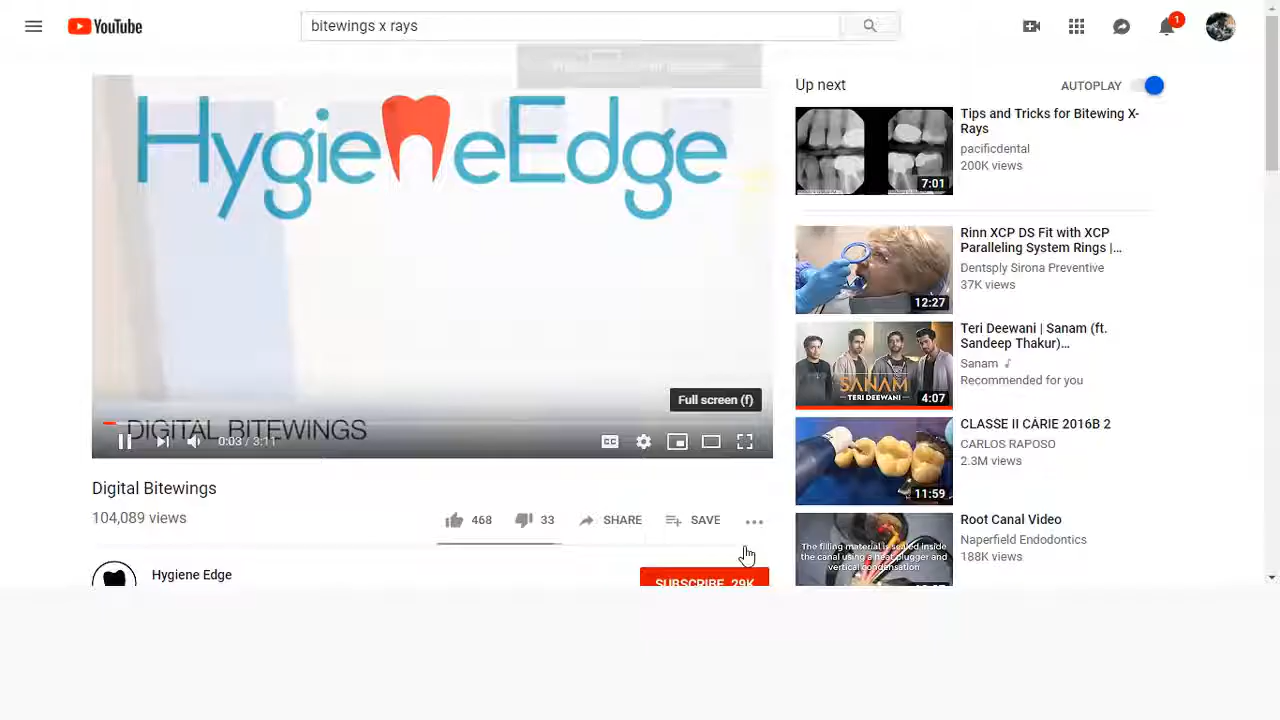 YouTube
bitewings x rays
1
HygieneEdge
Full screen (f)
DIGITAL BITEWINGS
0:03 / 3:11
CC
Digital Bitewings
104,089 views
468
33
SHARE
SAVE
Hygiene Edge
SUBSCRIBE 29K
Up next
AUTOPLAY
7:01
Tips and Tricks for Bitewing X-
Rays
pacificdental
200K views
12:27
Rinn XCP DS Fit with XCP
Paralleling System Rings |...
Dentsply Sirona Preventive
37K views
SANAM
TERI DEEWANI
4:07
Teri Deewani | Sanam (ft.
Sandeep Thakur)...
Sanam
Recommended for you
11:59
CLASSE II CÁRIE 2016B 2
CARLOS RAPOSO
2.3M views
The filling material is sealed inside
the canal using a heat plugger and
vertical condensation
Root Canal Video
Naperfield Endodontics
188K views